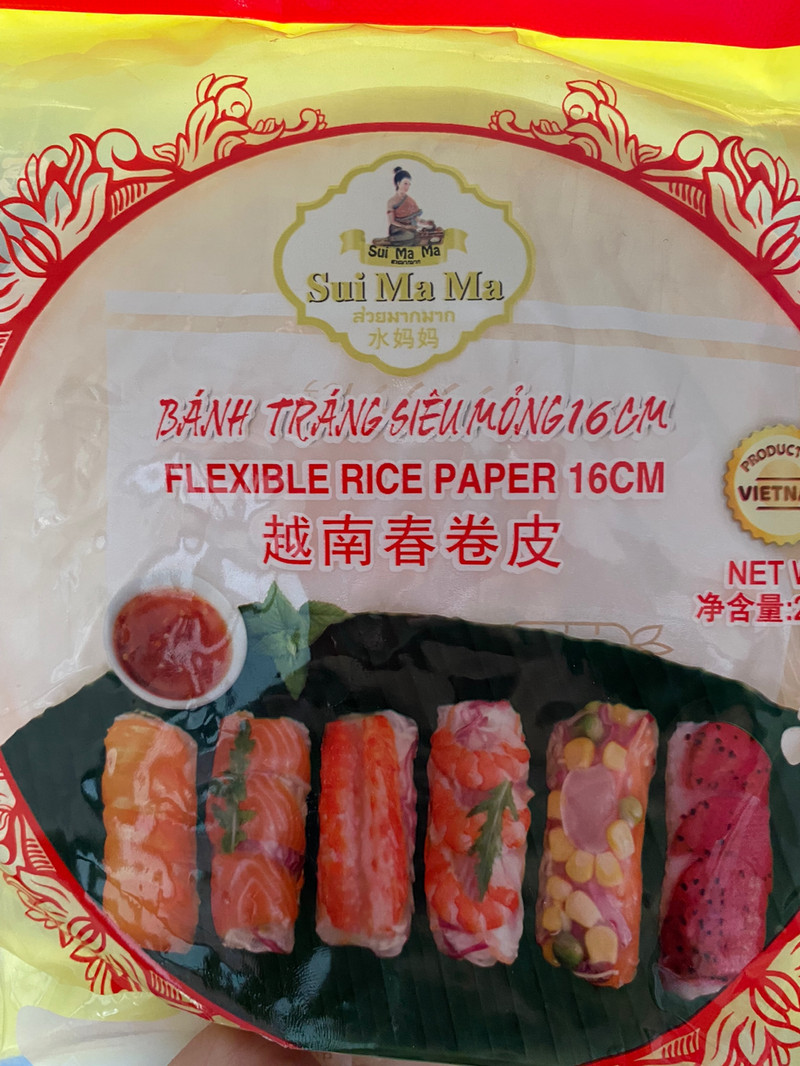 Sui Ma Ma
Sui Ma Ma
ส่วยมากมาก
水妈妈
BÁNH TRÁNG SIÊU MỎNG 16 CM
FLEXIBLE RICE PAPER 16CM
越南春卷皮
PRODUCT
VIETNA
NET
净含量:2